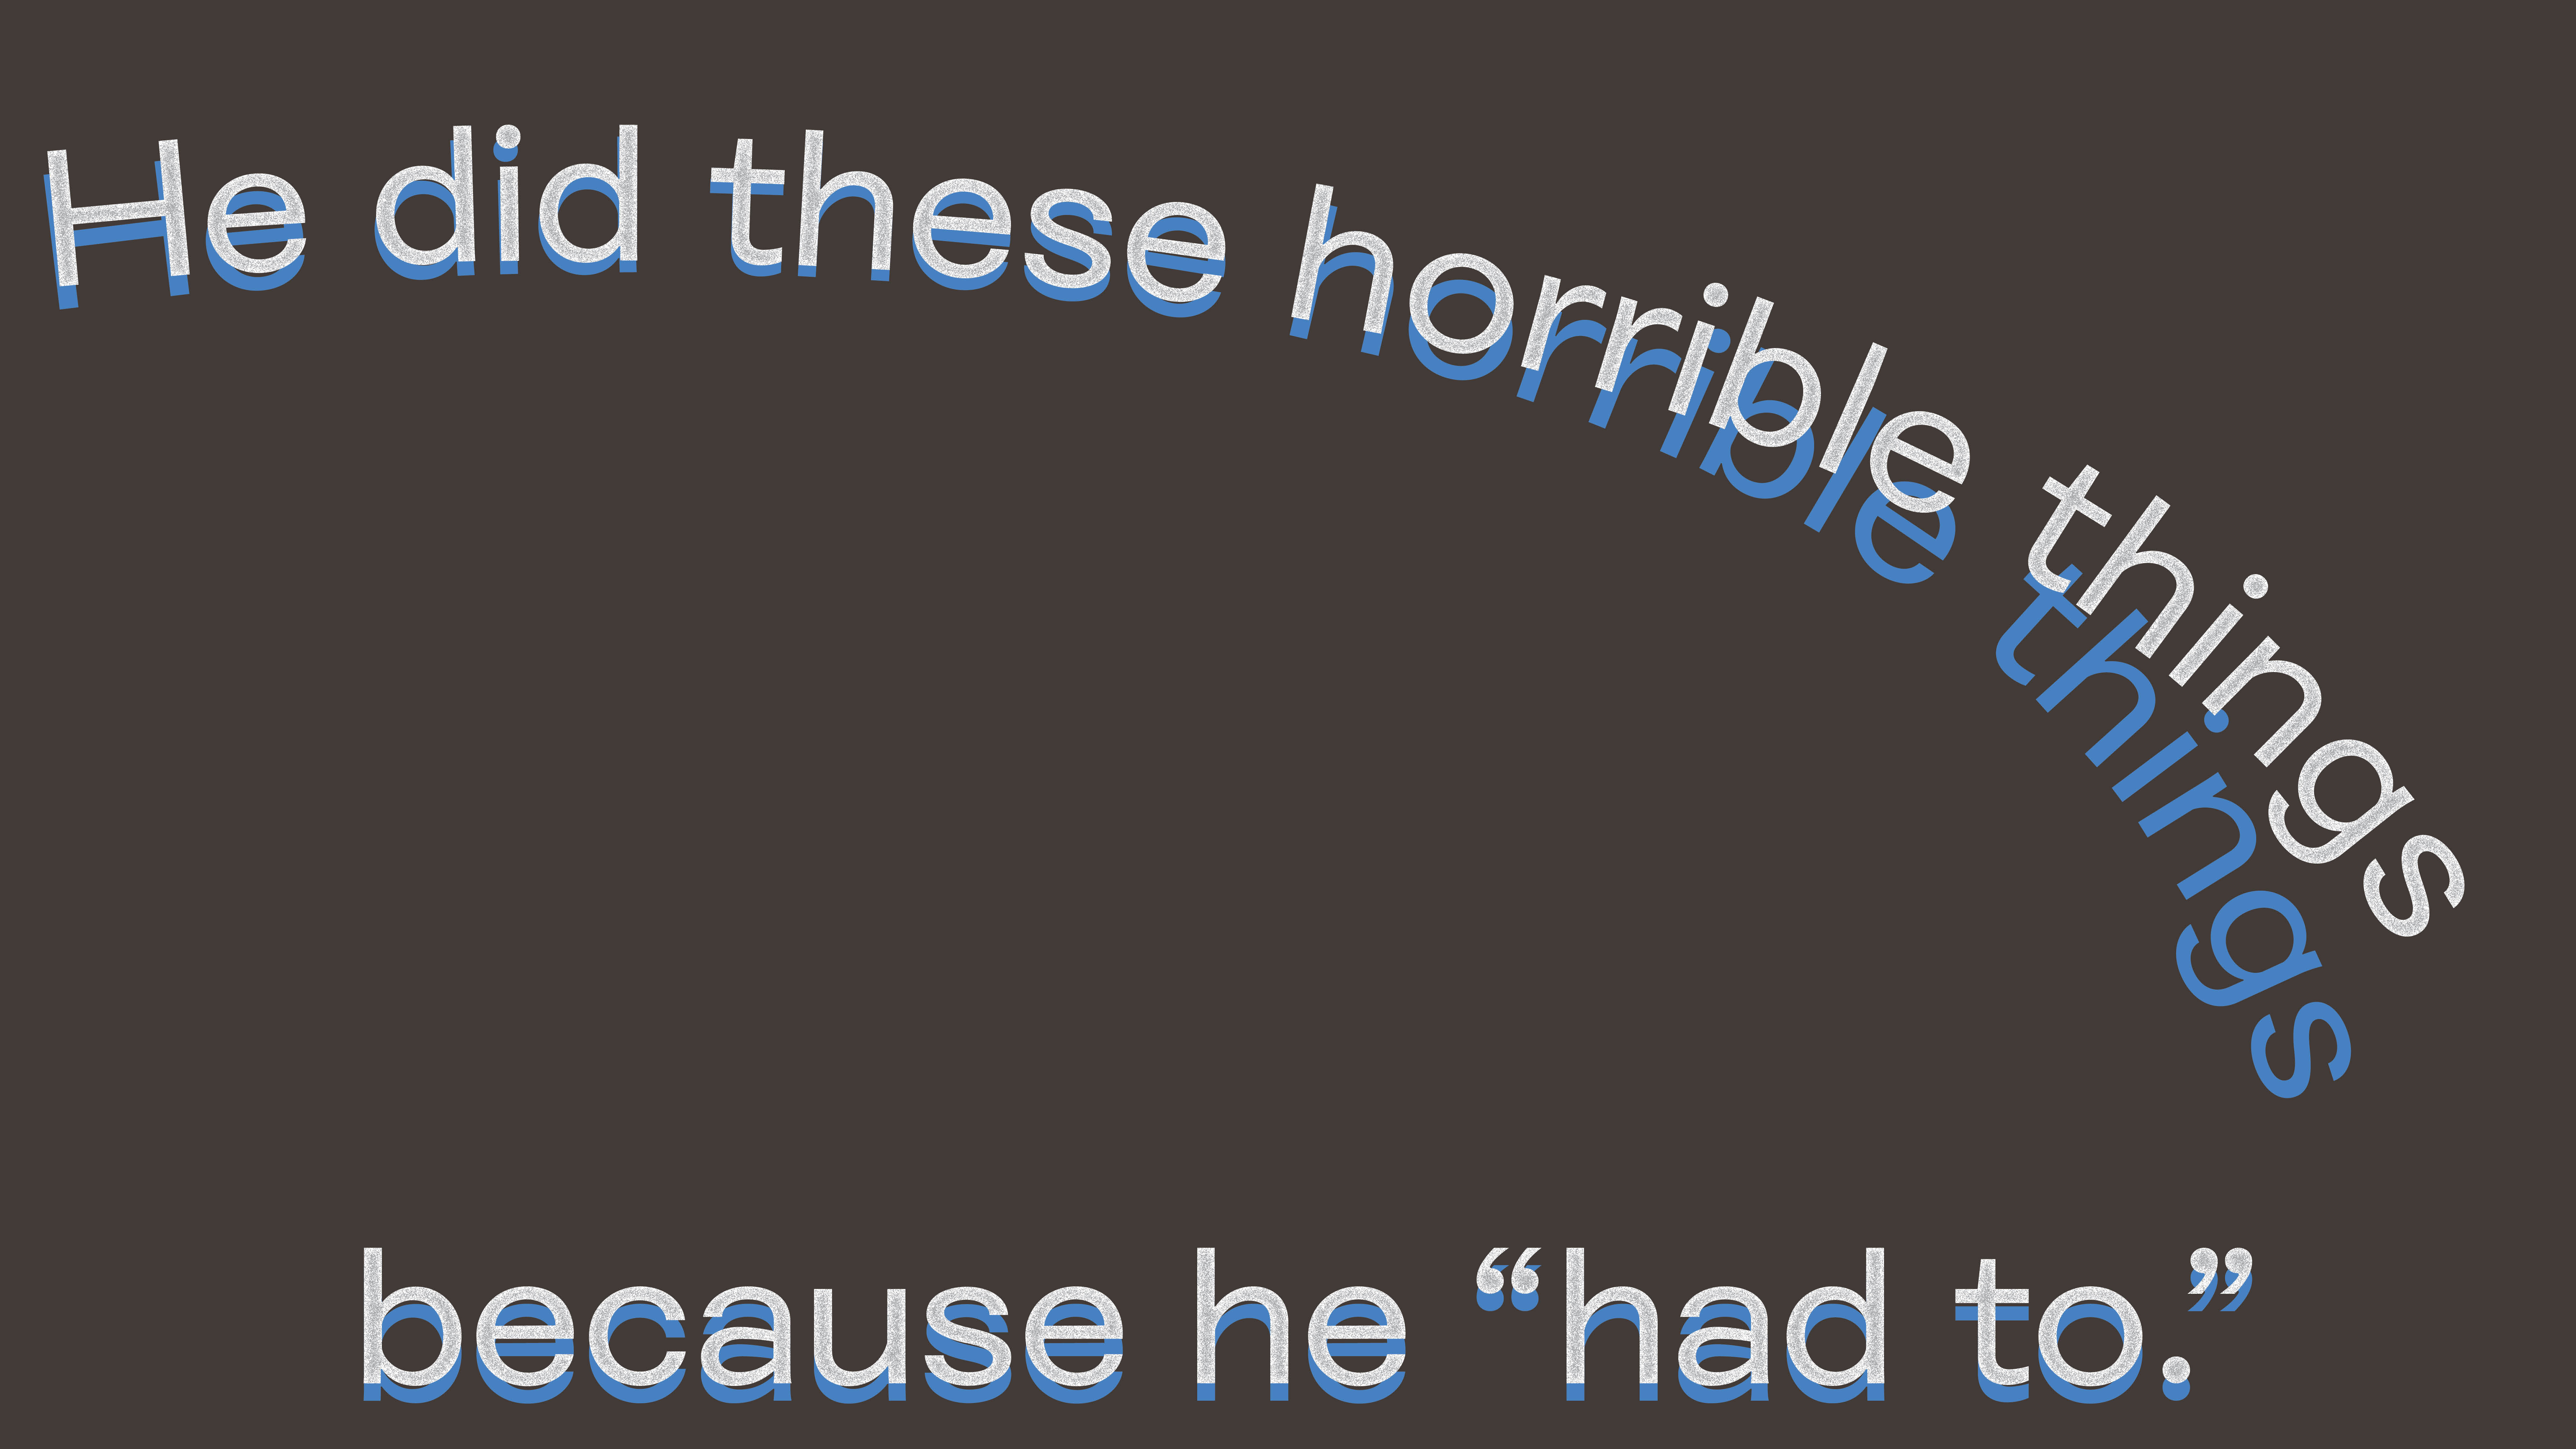 He did these horrible things
because he “had to.”